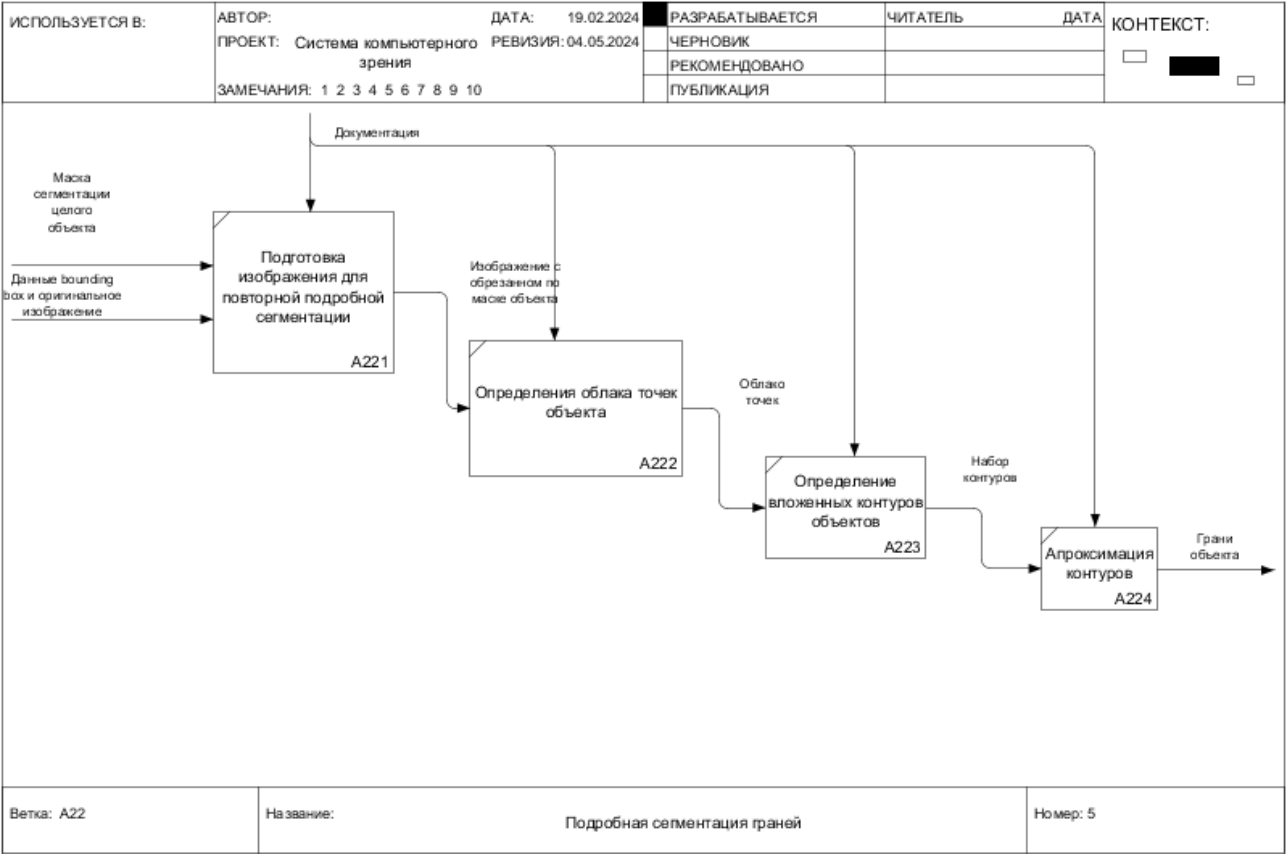 ИСПОЛЬЗУЕТСЯ В:
АВТОР:
ДАТА: 19.02.2024
ПРОЕКТ: Система компьютерного
зрения
РЕВИЗИЯ: 04.05.2024
ЗАМЕЧАНИЯ: 1 2 3 4 5 6 7 8 9 10
РАЗРАБАТЫВАЕТСЯ
ЧЕРНОВИК
РЕКОМЕНДОВАНО
ПУБЛИКАЦИЯ
ЧИТАТЕЛЬ
ДАТА
КОНТЕКСТ:
Документация
Маска
сегментации
целого
объекта
Данные bounding
box и оригинальное
изображение
Подготовка
изображения для
повторной подробной
сегментации
A221
Изображение с
обрезанном по
маске объекта
Определения облака точек
объекта
A222
Облако
точек
Определение
вложенных контуров
объектов
A223
Набор
контуров
Апроксимация
контуров
A224
Грани
объекта
Ветка: A22
Название:
Подробная сегментация граней
Номер: 5